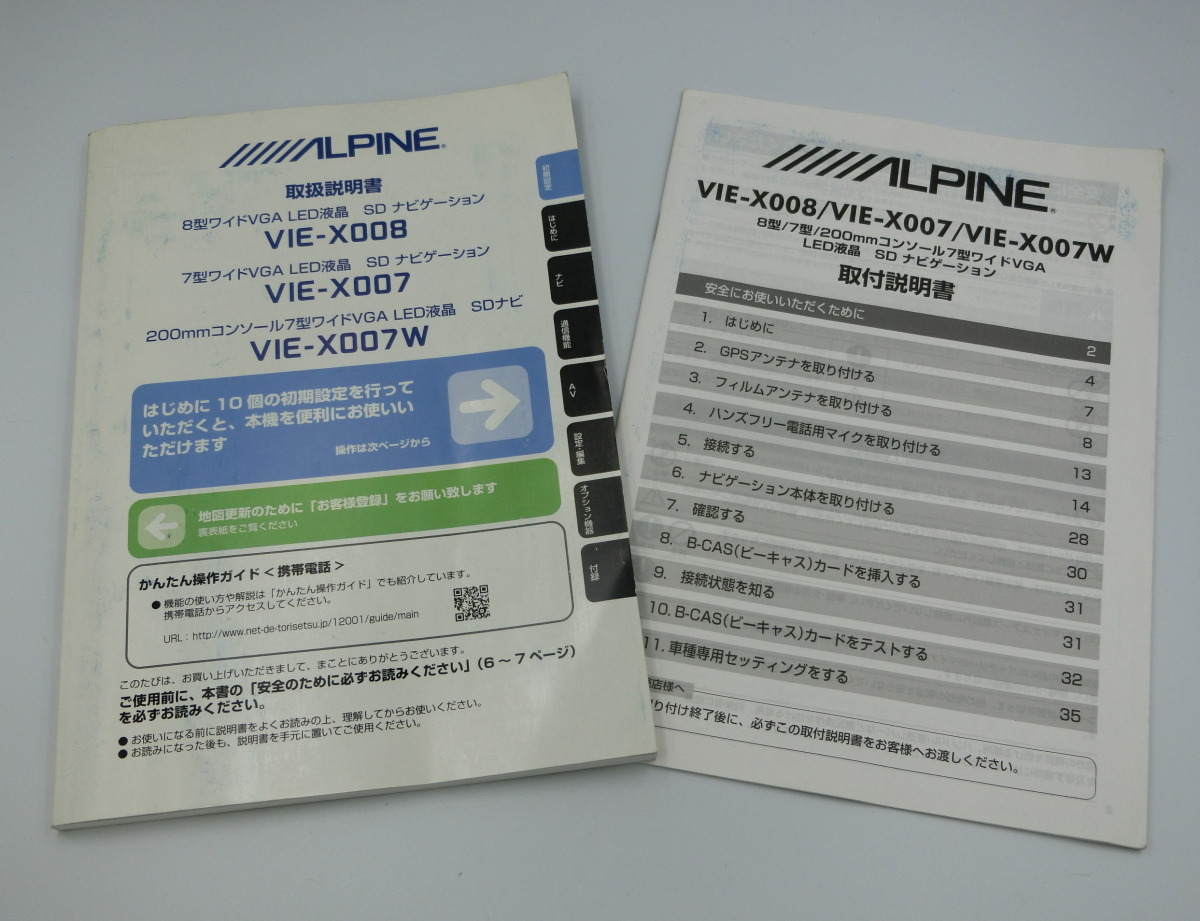 ALPINE®
取扱説明書
8型ワイドVGA LED液晶 SD ナビゲーション
VIE-X008
7型ワイドVGA LED液晶 SD ナビゲーション
VIE-X007
200mmコンソール7型ワイドVGA LED液晶 SDナビ
VIE-X007W
はじめに 10 個の初期設定を行って
いただくと、本機を便利にお使いい
ただけます
操作は次ページから
地図更新のために「お客様登録」をお願い致します
裏表紙をご覧ください
かんたん操作ガイド < 携帯電話 >
● 機能の使い方や解説は「かんたん操作ガイド」でも紹介しています。
携帯電話からアクセスしてください。
URL : http://www.net-de-torisetsu.jp/12001/guide/main
このたびは、お買い上げいただきまして、まことにありがとうございます。
ご使用前に、本書の「安全のために必ずお読みください」(6 ～ 7 ページ)
を必ずお読みください。
● お使いになる前に説明書をよくお読みの上、理解してからお使いください。
● お読みになった後も、説明書を手元に置いてご使用ください。
初期設定
はじめに
ナビ
通信機能
AV
設定・編集
オプション機器
付録
ALPINE®
VIE-X008/VIE-X007/VIE-X007W
8型/7型/200mmコンソール7型ワイドVGA
LED液晶 SD ナビゲーション
取付説明書
安全にお使いいただくために 2
1. はじめに 4
2. GPSアンテナを取り付ける 7
3. フィルムアンテナを取り付ける 8
4. ハンズフリー電話用マイクを取り付ける 13
5. 接続する 14
6. ナビゲーション本体を取り付ける 28
7. 確認する 30
8. B-CAS(ビーキャス)カードを挿入する 31
9. 接続状態を知る 31
10. B-CAS(ビーキャス)カードをテストする 32
11. 車種専用セッティングをする 35
店様へ
り付け終了後に、必ずこの取付説明書をお客様へお渡しください。